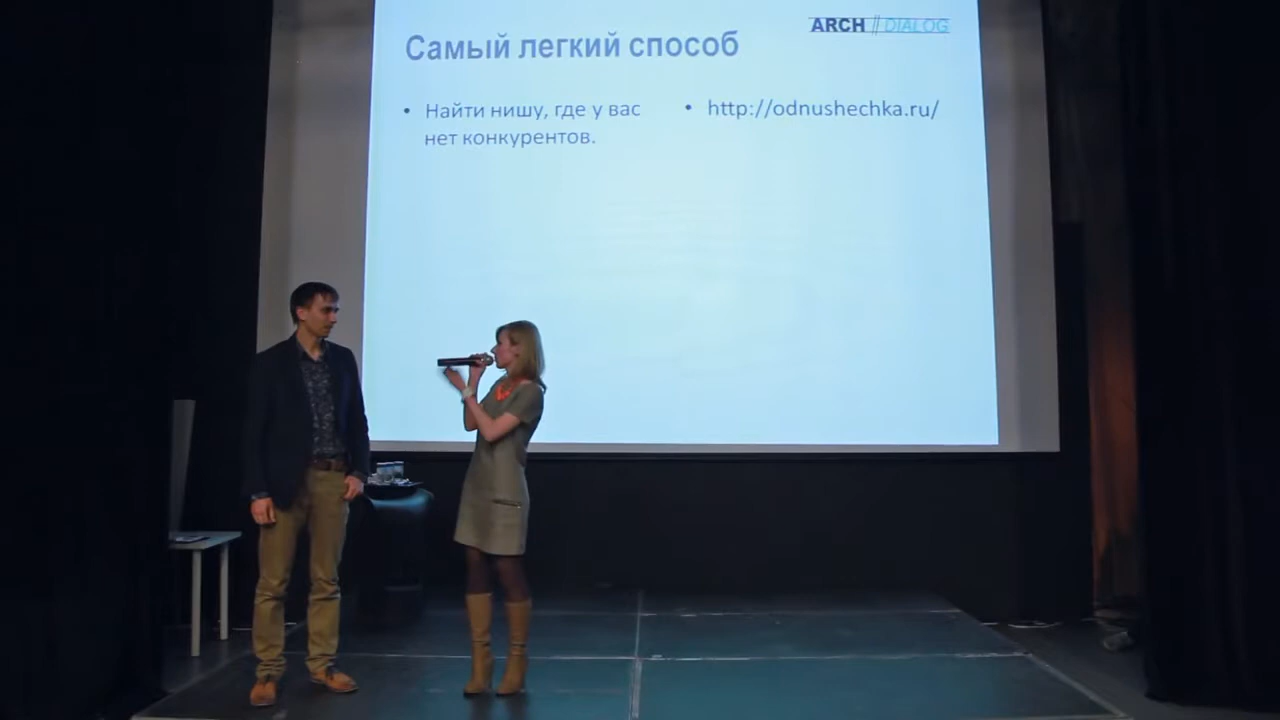 ARCH || DIALOG
Самый легкий способ
• Найти нишу, где у вас
нет конкурентов.
• http://odnushechka.ru/